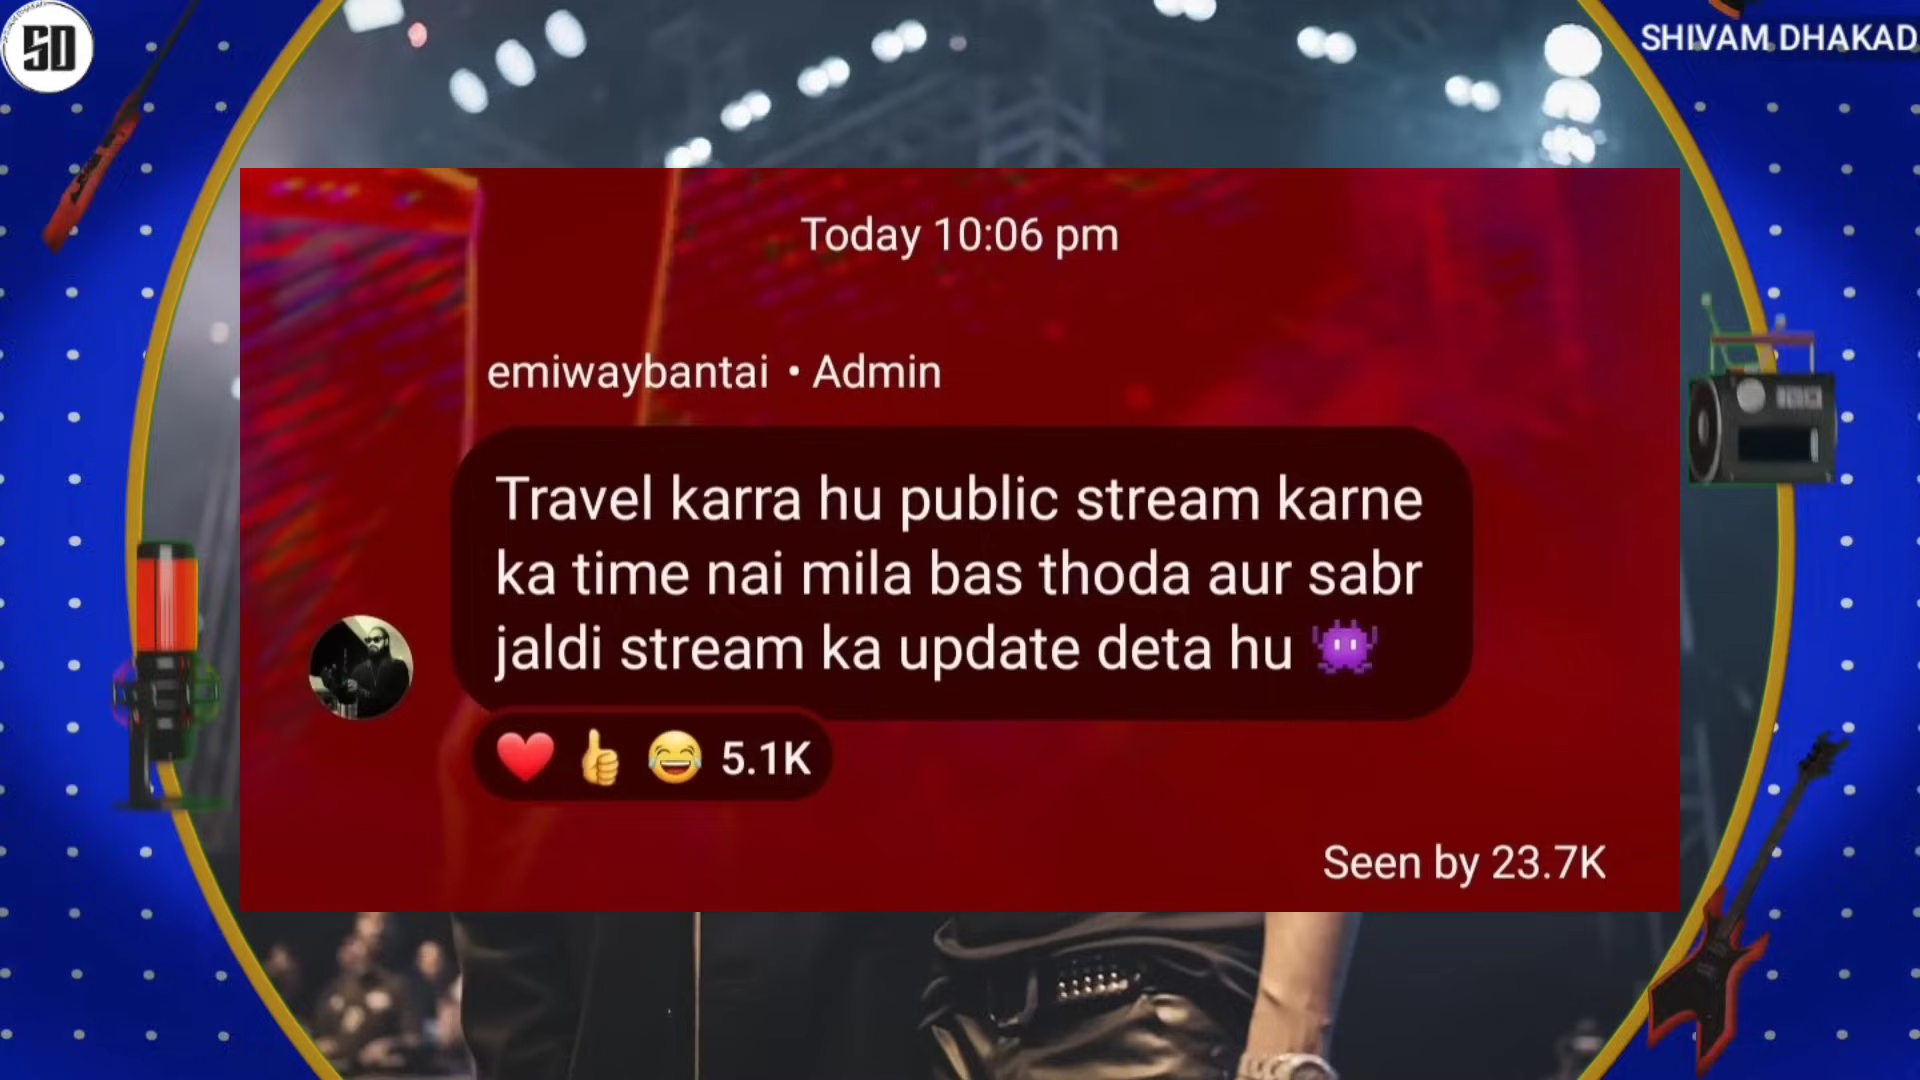 SD
SHIVAM DHAKAD
Today 10:06 pm
emiwaybantai • Admin
Travel karra hu public stream karne
ka time nai mila bas thoda aur sabr
jaldi stream ka update deta hu 👾
❤️ 👍 😂 5.1K
Seen by 23.7K